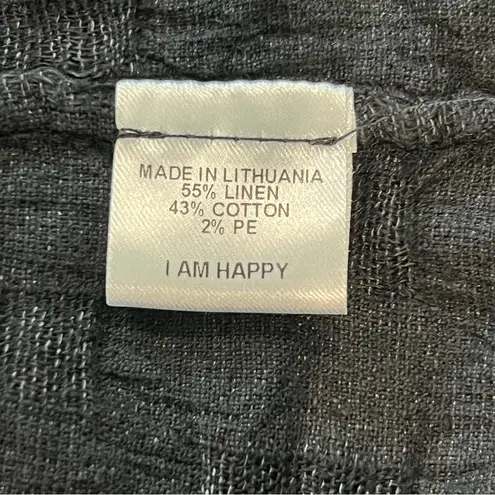 MADE IN LITHUANIA
55% LINEN
43% COTTON
2% PE
I AM HAPPY